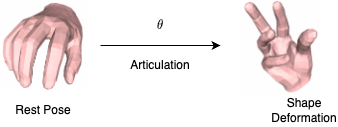 θ
Articulation
Rest Pose
Shape
Deformation